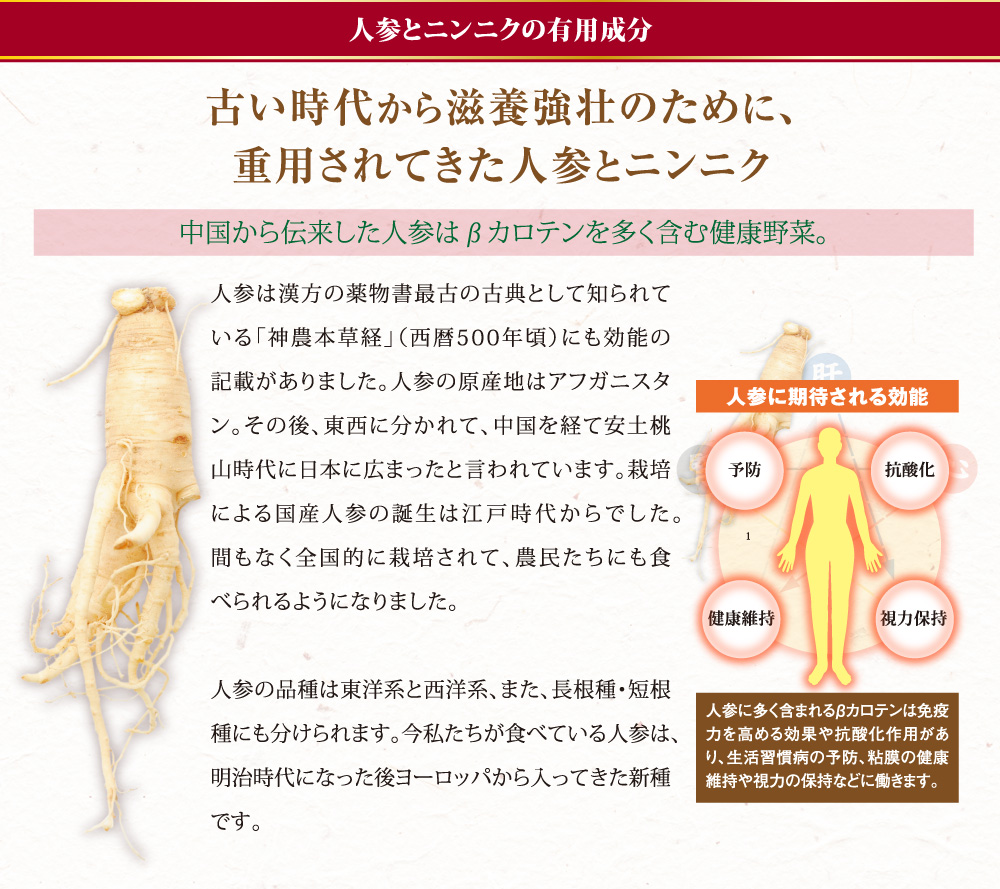 人参とニンニクの有用成分
古い時代から滋養強壮のために、
重用されてきた人参とニンニク
中国から伝来した人参はβカロテンを多く含む健康野菜。
人参は漢方の薬物書最古の古典として知られて
いる「神農本草経」（西暦500年頃）にも効能の
記載がありました。人参の原産地はアフガニスタ
ン。その後、東西に分かれて、中国を経て安土桃
山時代に日本に広まったと言われています。栽培
による国産人参の誕生は江戸時代からでした。
間もなく全国的に栽培されて、農民たちにも食
べられるようになりました。
人参の品種は東洋系と西洋系、また、長根種・短根
種にも分けられます。今私たちが食べている人参は、
明治時代になった後ヨーロッパから入ってきた新種
です。
肝
人参に期待される効能
予防
抗酸化
1
健康維持
視力保持
人参に多く含まれるβカロテンは免疫
力を高める効果や抗酸化作用があ
り、生活習慣病の予防、粘膜の健康
維持や視力の保持などに働きます。